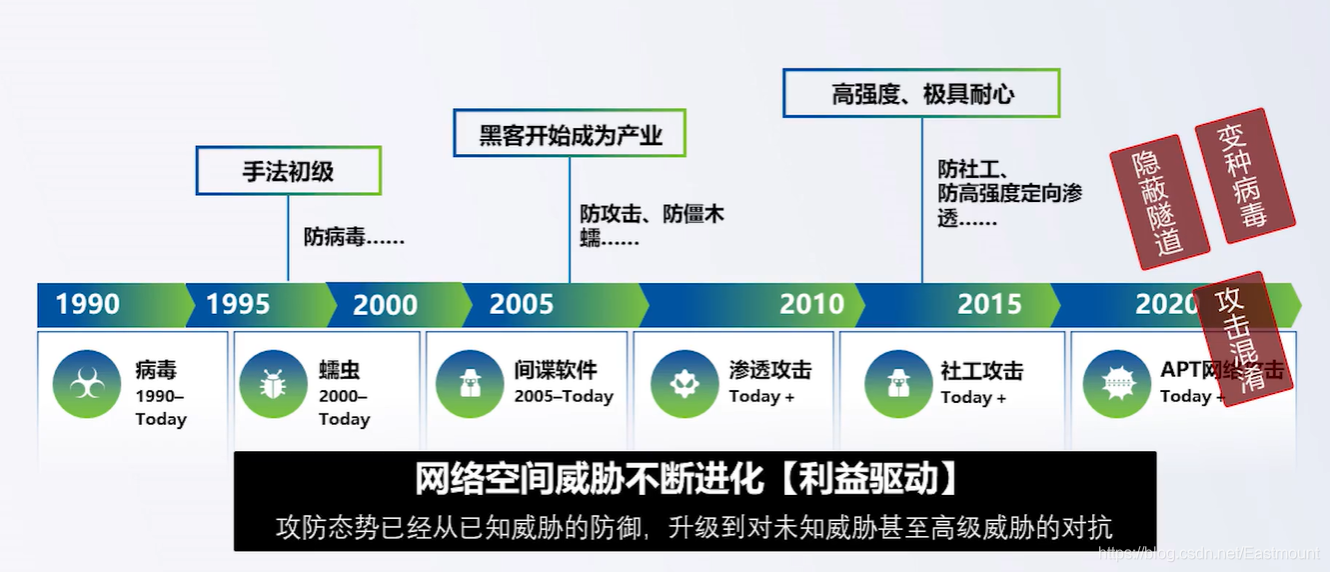 高强度、极具耐心
黑客开始成为产业
手法初级
防病毒......
防攻击、防僵木
蠕......
防社工、
防高强度定向渗
透......
隐蔽隧道
变种病毒
攻击混淆
1990
1995
2000
2005
2010
2015
2020
病毒
1990–
Today
蠕虫
2000–
Today
间谍软件
2005–Today
渗透攻击
Today +
社工攻击
Today +
APT网络攻击
Today +
网络空间威胁不断进化【利益驱动】
攻防态势已经从已知威胁的防御，升级到对未知威胁甚至高级威胁的对抗
https://blog.csdn.net/Eastmount